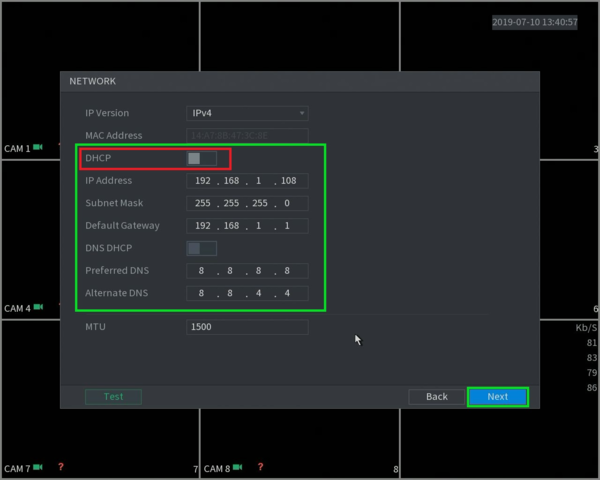 2019-07-10 13:40:57
NETWORK
IP Version IPv4
MAC Address
CAM 1 3
DHCP
IP Address 192 . 168 . 1 . 108
Subnet Mask 255 . 255 . 255 . 0
Default Gateway 192 . 168 . 1 . 1
DNS DHCP
Preferred DNS 8 . 8 . 8 . 8
Alternate DNS 8 . 8 . 4 . 4
CAM 4 6
MTU 1500
Kb/S
81
83
79
86
Test Back Next
CAM 7 ? 7 CAM 8 ? 8